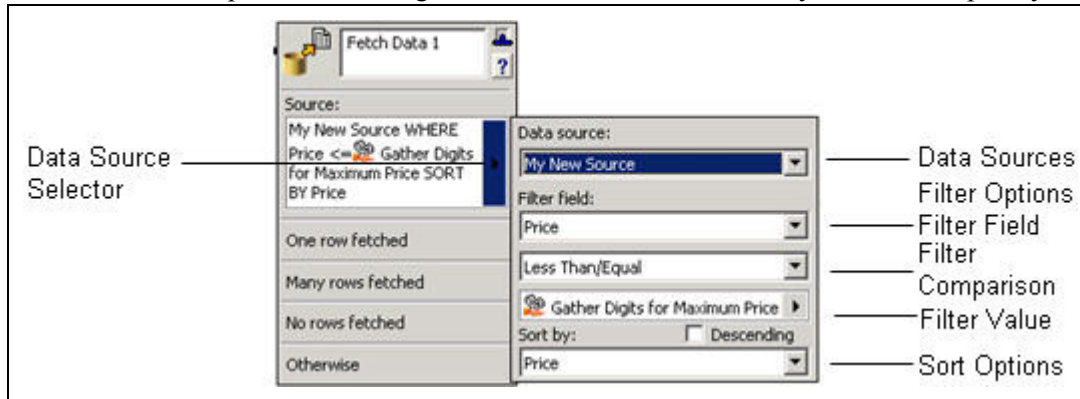 Fetch Data 1
?
Source:
My New Source WHERE
Price <= Gather Digits
for Maximum Price SORT
BY Price
One row fetched
Many rows fetched
No rows fetched
Otherwise
Data Source
Selector
Data source:
My New Source
Filter field:
Price
Less Than/Equal
Gather Digits for Maximum Price
Sort by:
Descending
Price
Data Sources
Filter Options
Filter Field
Filter
Comparison
Filter Value
Sort Options